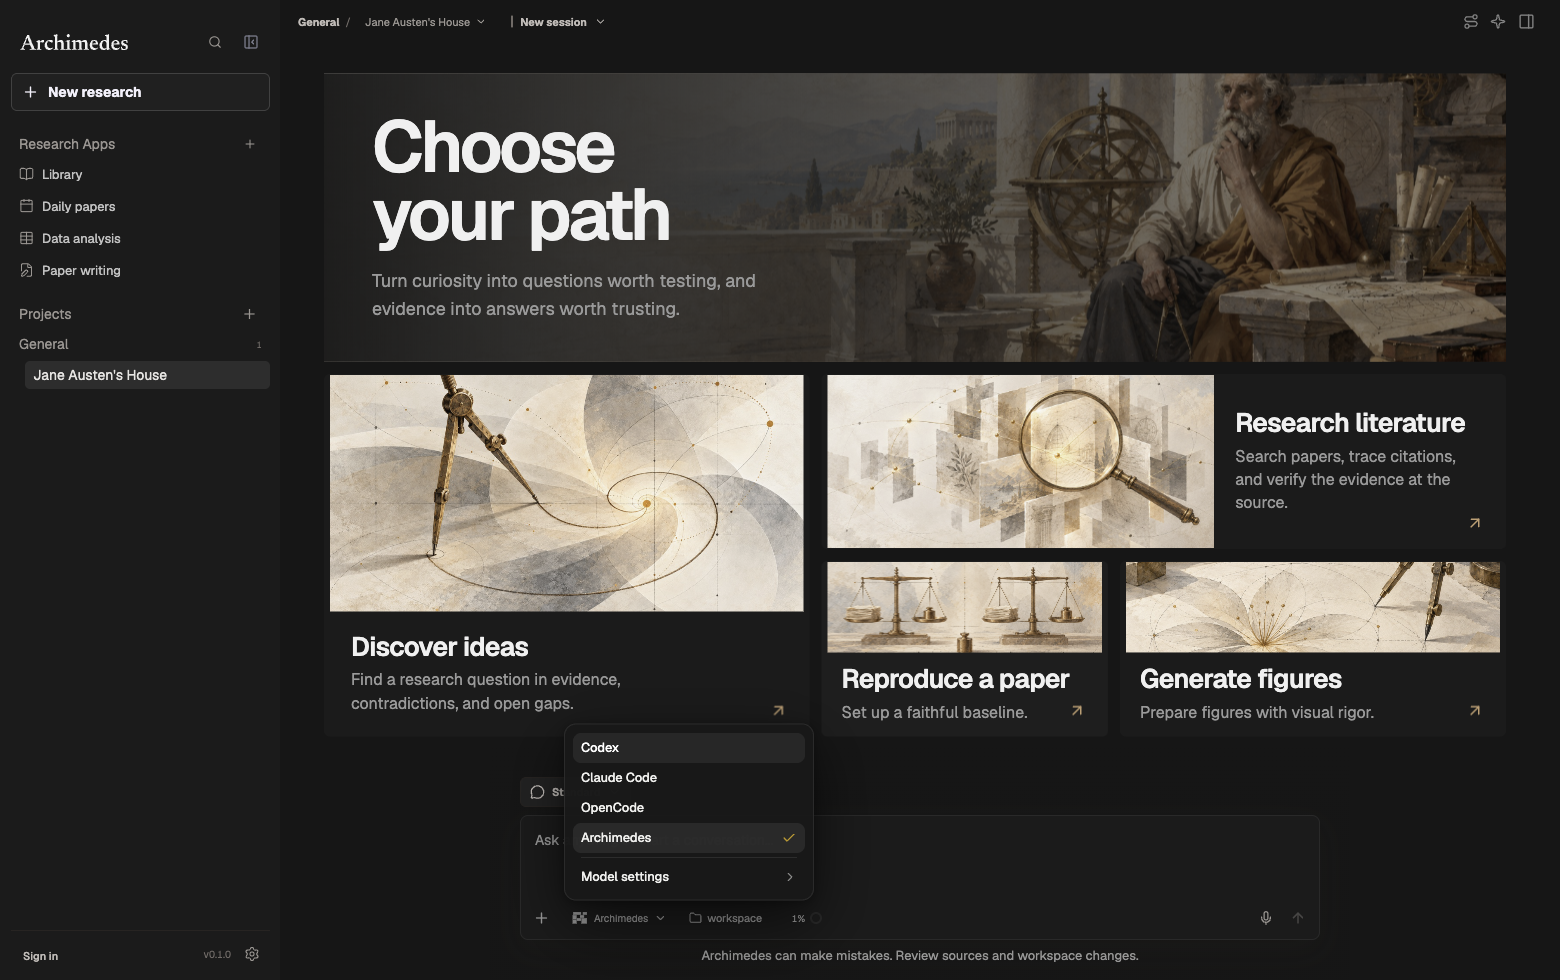 Archimedes
New research
Research Apps
Library
Daily papers
Data analysis
Paper writing
Projects
General 1
Jane Austen's House
Sign in v0.1.0
General / Jane Austen's House | New session
Choose
your path
Turn curiosity into questions worth testing, and
evidence into answers worth trusting.
Discover ideas
Find a research question in evidence,
contradictions, and open gaps.
Research literature
Search papers, trace citations,
and verify the evidence at the
source.
Reproduce a paper
Set up a faithful baseline.
Generate figures
Prepare figures with visual rigor.
Codex
Claude Code
OpenCode
Archimedes
Model settings
Ask
Archimedes workspace 1%
Archimedes can make mistakes. Review sources and workspace changes.